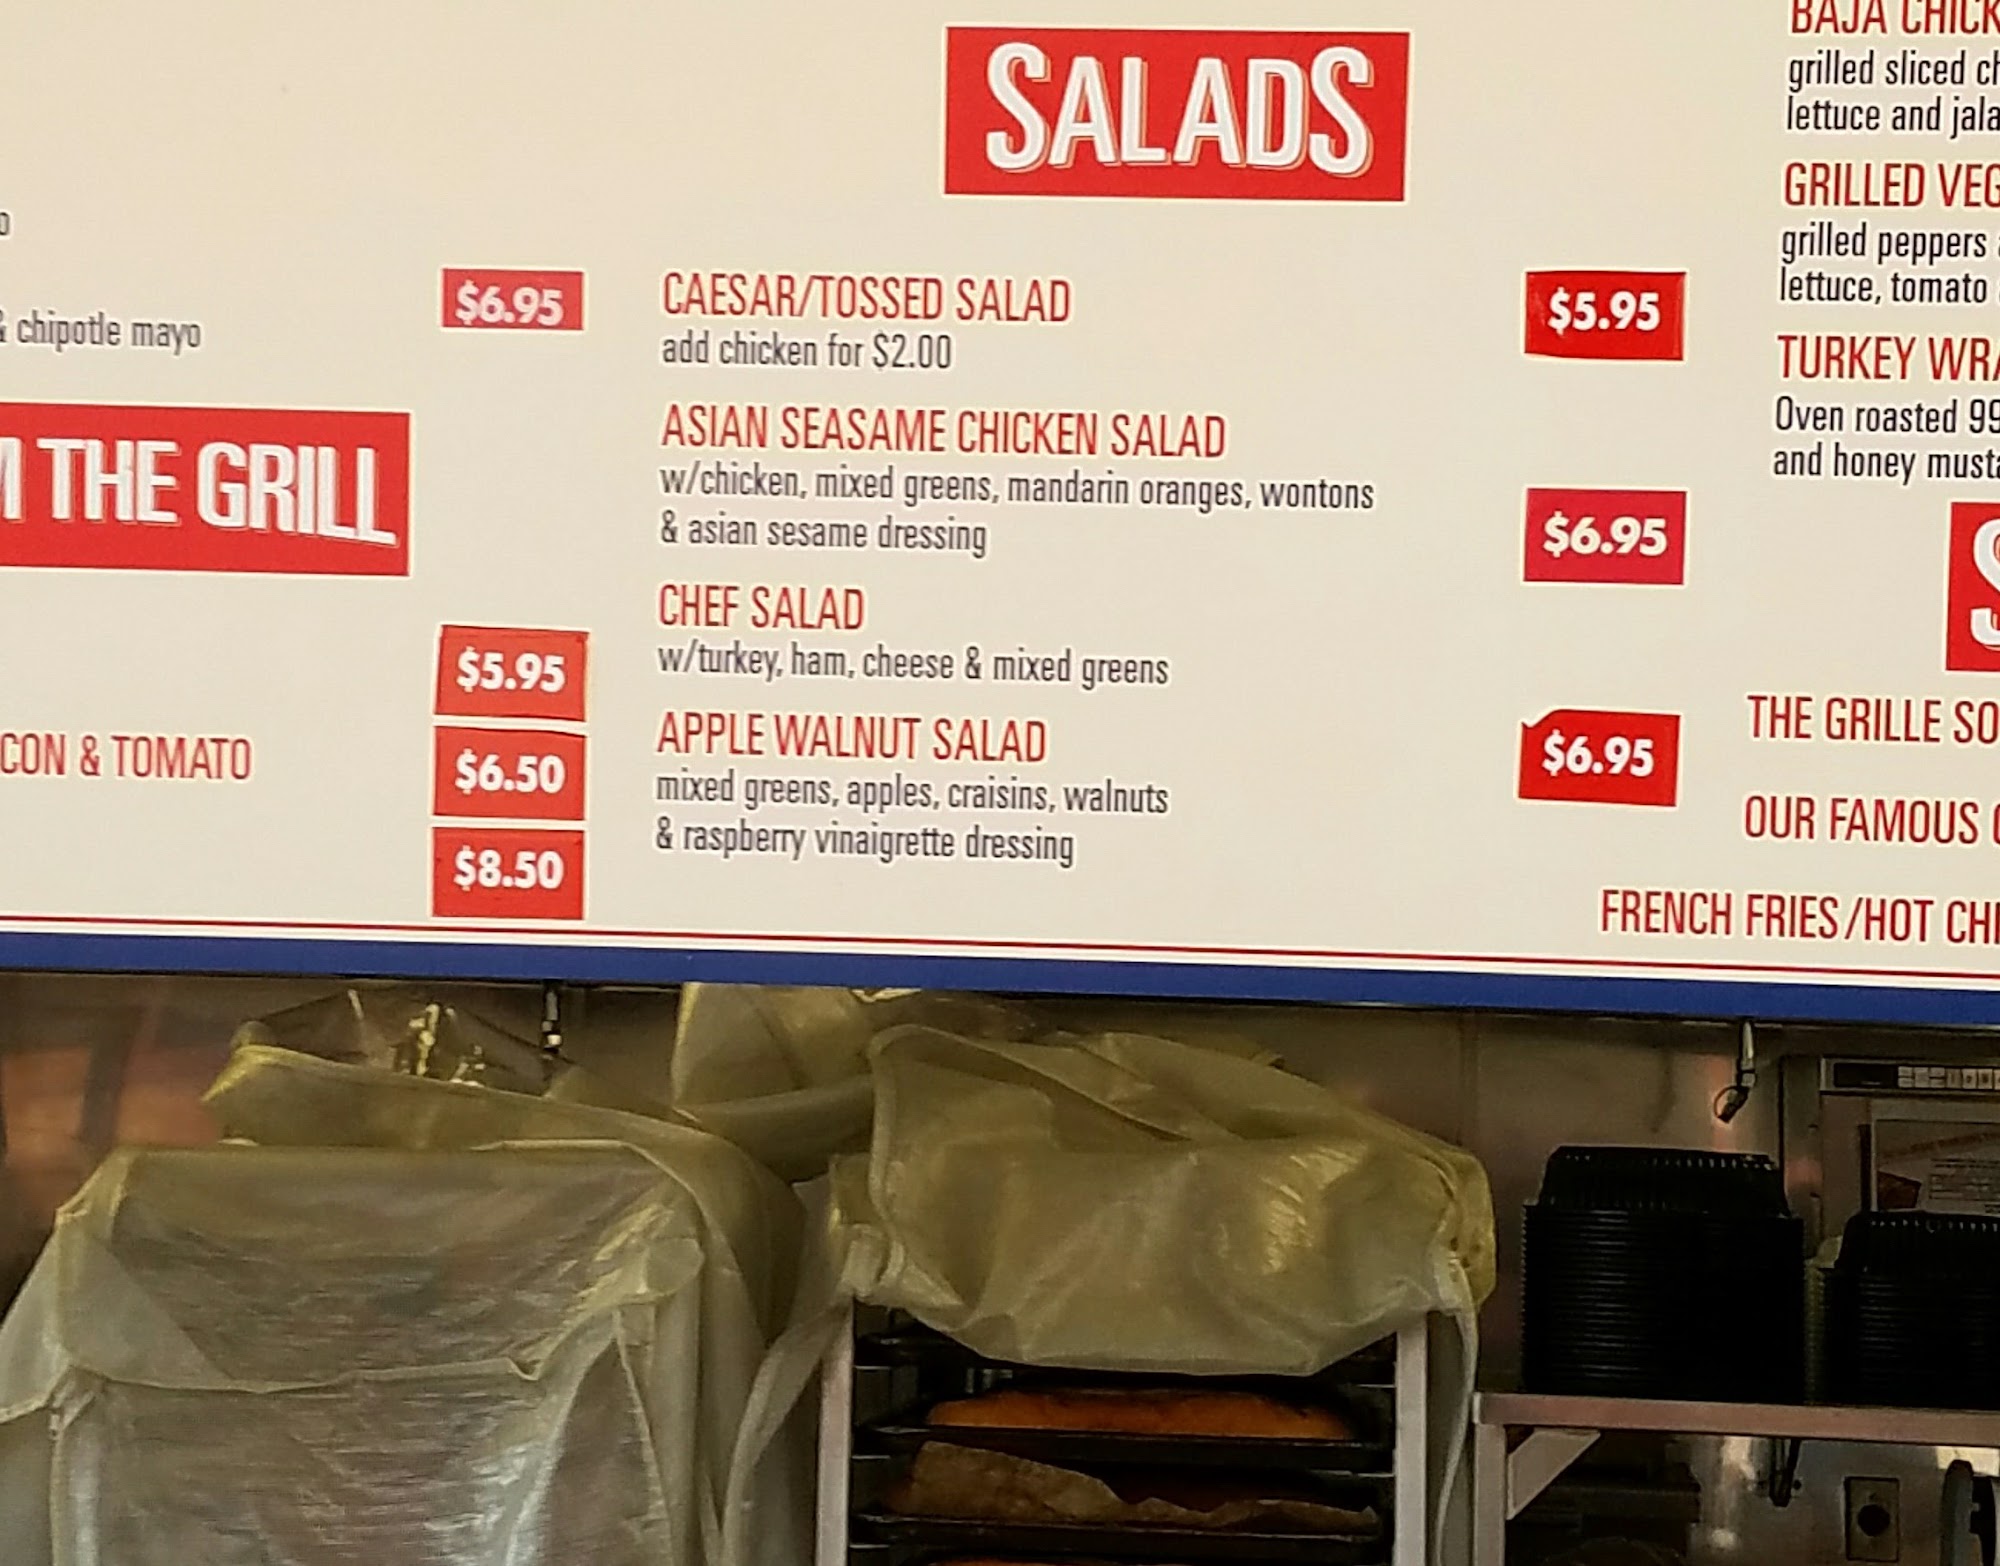 & chipotle mayo
$6.95
THE GRILL
$5.95
& TOMATO
$6.50
$8.50
SALADS
CAESAR/TOSSED SALAD
$5.95
add chicken for $2.00
ASIAN SEASAME CHICKEN SALAD
w/chicken, mixed greens, mandarin oranges, wontons
$6.95
& asian sesame dressing
CHEF SALAD
w/turkey, ham, cheese & mixed greens
APPLE WALNUT SALAD
$6.95
mixed greens, apples, craisins, walnuts
& raspberry vinaigrette dressing
BAJA
grilled sliced
lettuce and
GRILLED
grilled peppers
lettuce, tomato
TURKEY
Oven roasted
and honey
THE GRILLE
OUR FAMOUS
FRENCH FRIES/HOT